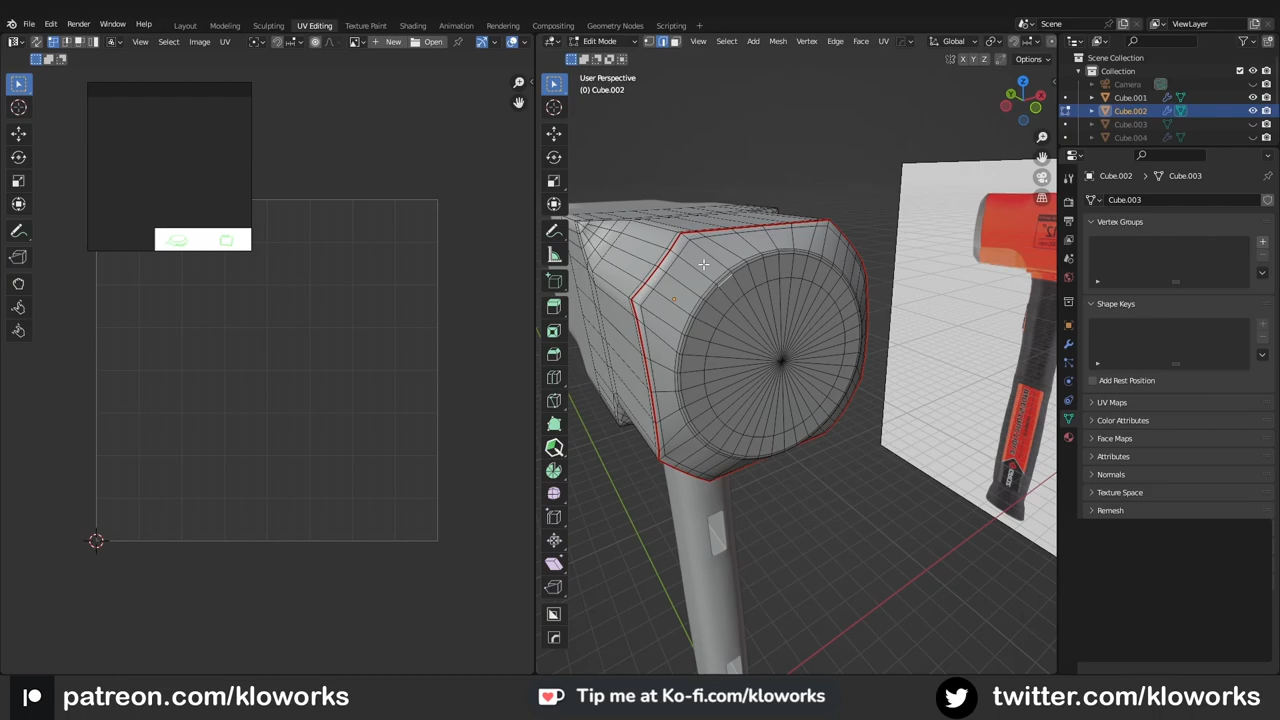 File Edit Render Window Help Layout Modeling Sculpting UV Editing Texture Paint Shading Animation Rendering Compositing Geometry Nodes Scripting + Scene ViewLayer
View Select Image UV New Open Edit Mode View Select Add Mesh Vertex Edge Face UV Global
X Y Z Options
User Perspective
(0) Cube.002
Z
X
Y
Scene Collection
Collection
Camera
Cube.001
Cube.002
Cube.003
Cube.004
Cube.002 Cube.003
Cube.003
Vertex Groups
Shape Keys
Add Rest Position
UV Maps
Color Attributes
Face Maps
Attributes
Normals
Texture Space
Remesh
patreon.com/kloworks Tip me at Ko-fi.com/kloworks twitter.com/kloworks